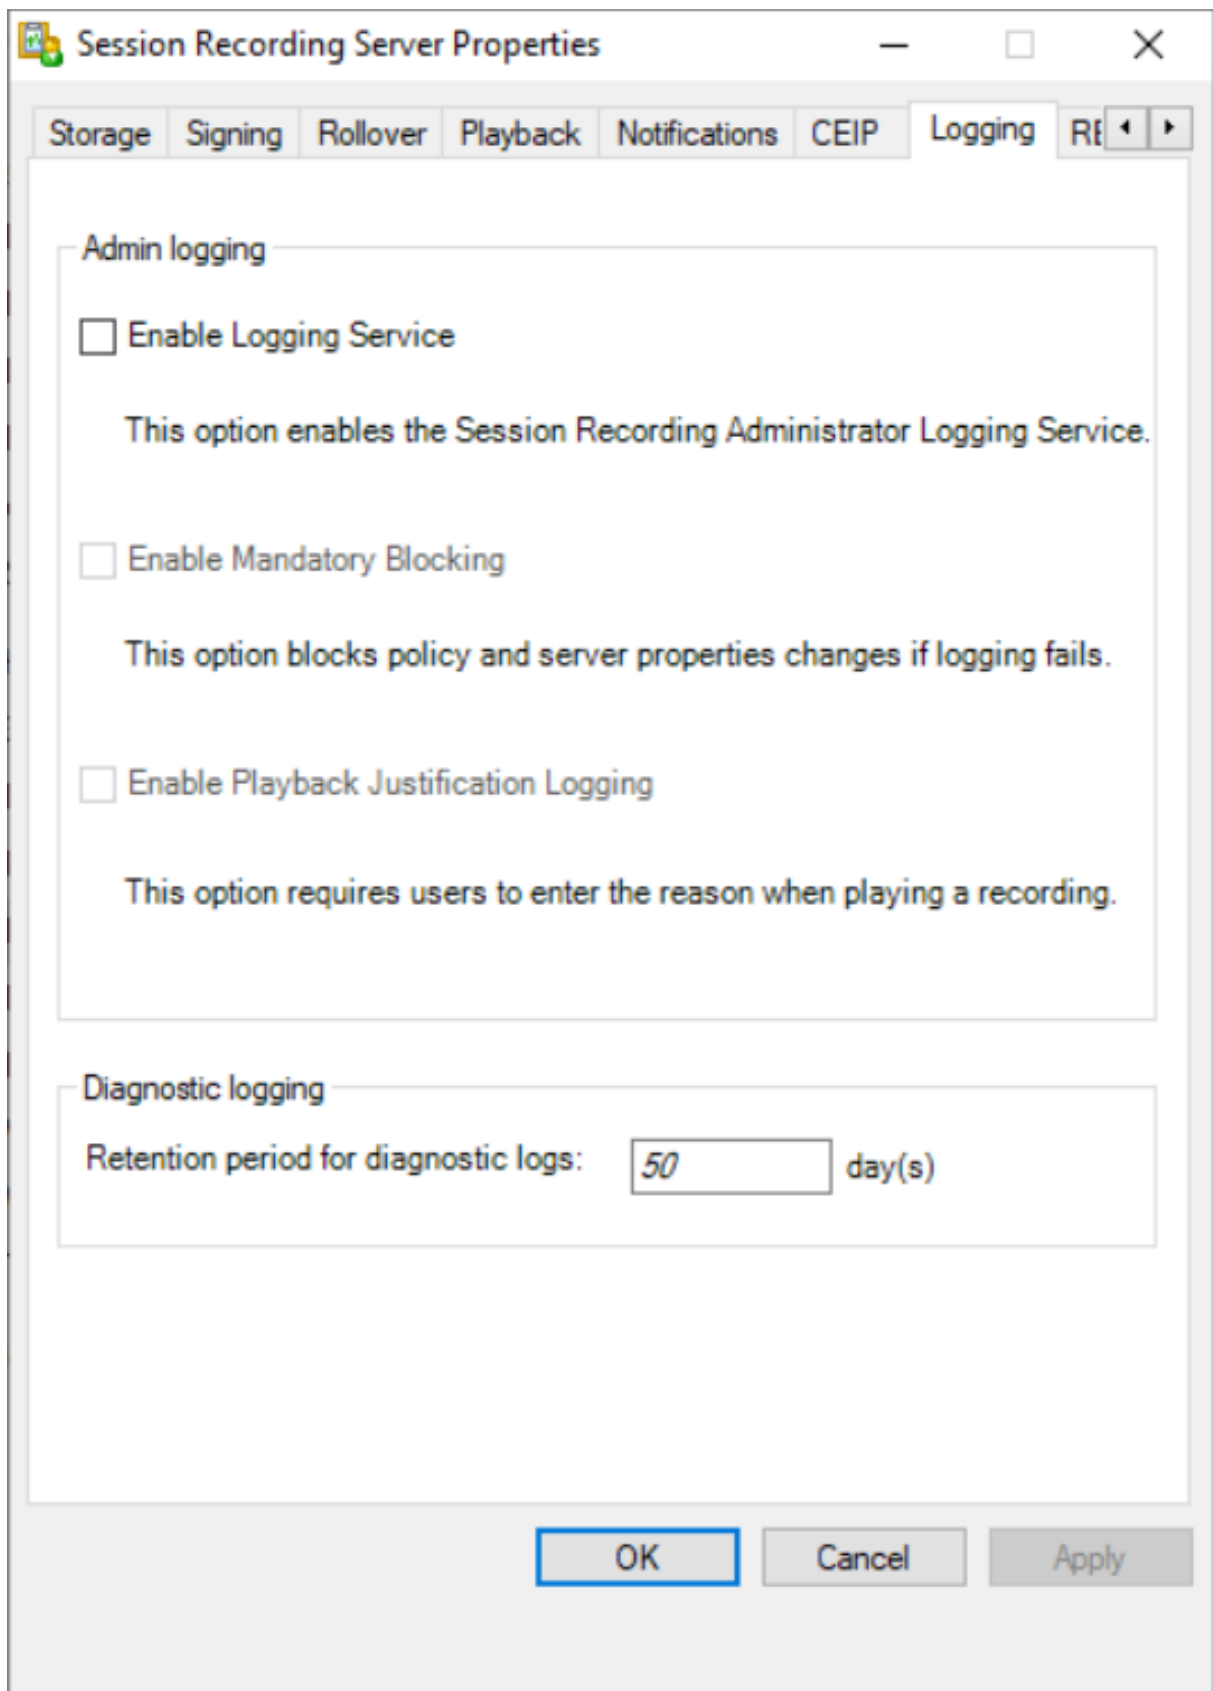 Session Recording Server Properties
Storage Signing Rollover Playback Notifications CEIP Logging
Admin logging
Enable Logging Service
This option enables the Session Recording Administrator Logging Service.
Enable Mandatory Blocking
This option blocks policy and server properties changes if logging fails.
Enable Playback Justification Logging
This option requires users to enter the reason when playing a recording.
Diagnostic logging
Retention period for diagnostic logs: 50 day(s)
OK Cancel Apply